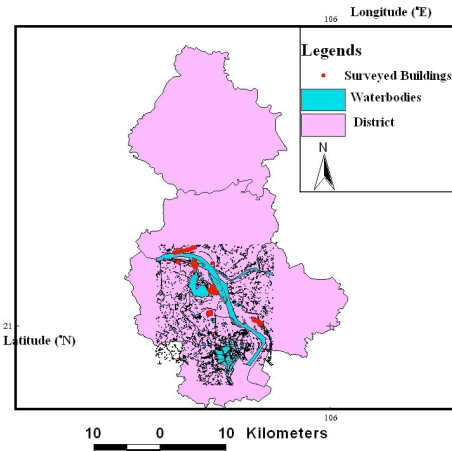 106
Longitude (°E)
Legends
Surveyed Buildings
Waterbodies
District
N
21
Latitude (°N)
106
10 0 10 Kilometers